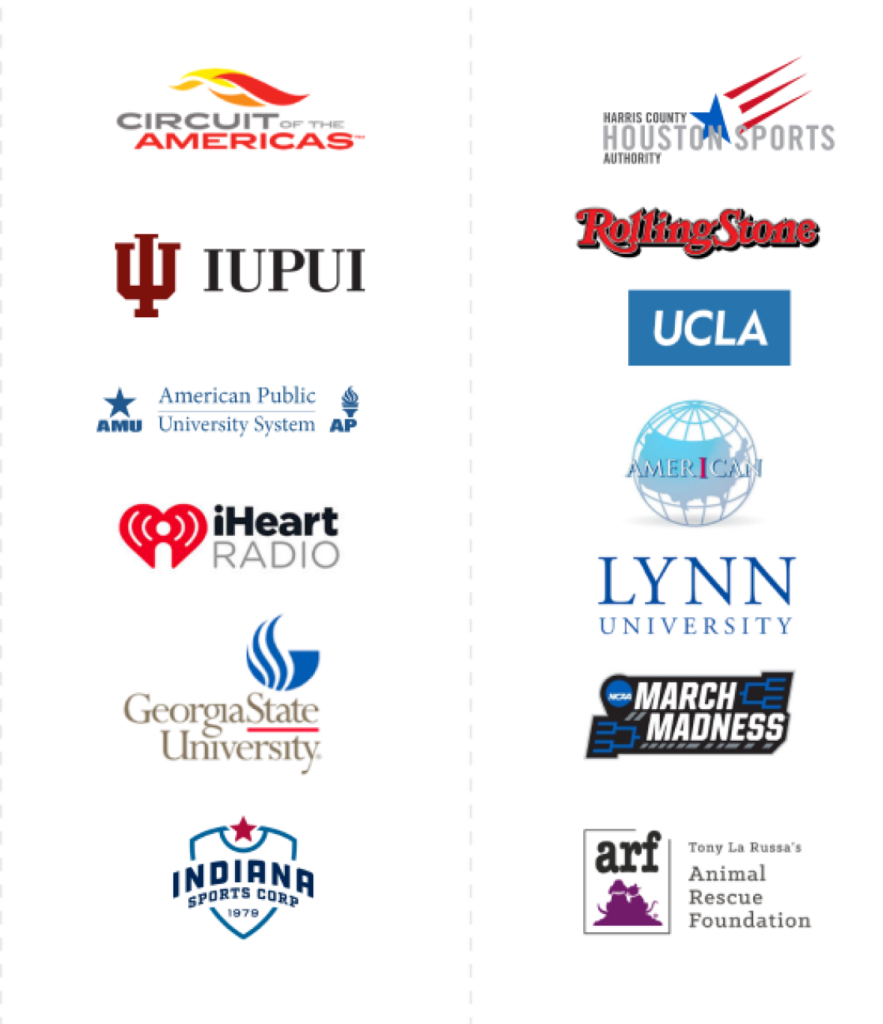 CIRCUIT OF THE
AMERICAS™
IUPUI
AMU
American Public
University System
AP
iHeart
RADIO
GeorgiaState
University®
INDIANA
SPORTS CORP
1979
HARRIS COUNTY
HOUSTON SPORTS
AUTHORITY
RollingStone
UCLA
AMERICAN
LYNN
UNIVERSITY
NCAA
MARCH
MADNESS
arf
Tony La Russa's
Animal
Rescue
Foundation